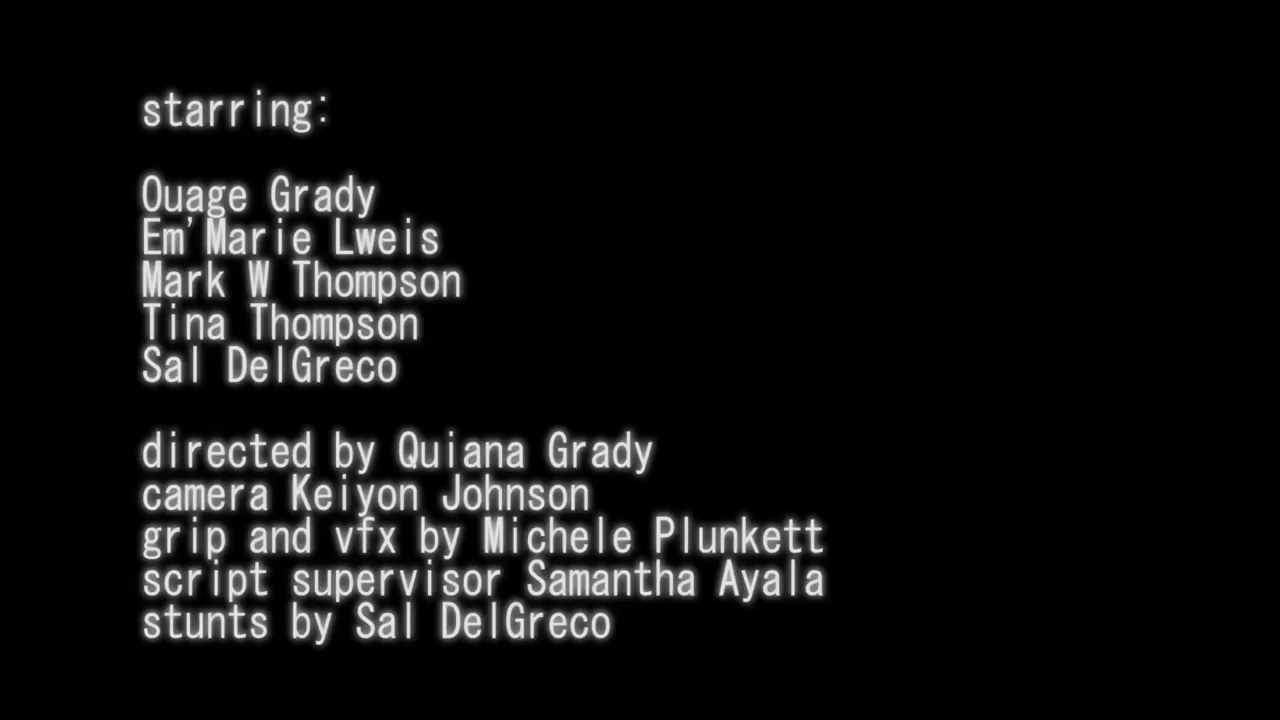 starring:
Ouage Grady
Em'Marie Lweis
Mark W Thompson
Tina Thompson
Sal DelGreco
directed by Quiana Grady
camera Keiyon Johnson
grip and vfx by Michele Plunkett
script supervisor Samantha Ayala
stunts by Sal DelGreco